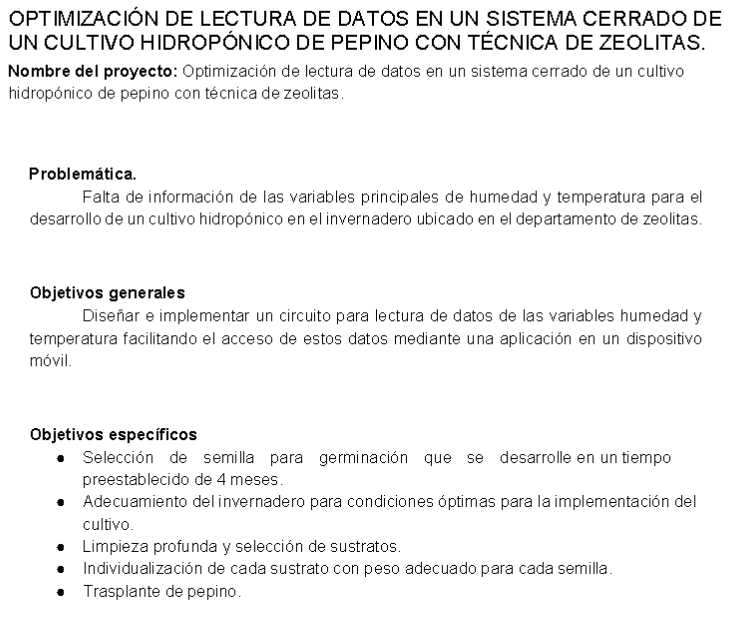 OPTIMIZACIÓN DE LECTURA DE DATOS EN UN SISTEMA CERRADO DE
UN CULTIVO HIDROPÓNICO DE PEPINO CON TÉCNICA DE ZEOLITAS.
Nombre del proyecto: Optimización de lectura de datos en un sistema cerrado de un cultivo
hidropónico de pepino con técnica de zeolitas.
Problemática.
Falta de información de las variables principales de humedad y temperatura para el
desarrollo de un cultivo hidropónico en el invernadero ubicado en el departamento de zeolitas.
Objetivos generales
Diseñar e implementar un circuito para lectura de datos de las variables humedad y
temperatura facilitando el acceso de estos datos mediante una aplicación en un dispositivo
móvil.
Objetivos específicos
● Selección de semilla para germinación que se desarrolle en un tiempo
preestablecido de 4 meses.
● Adecuamiento del invernadero para condiciones óptimas para la implementación del
cultivo.
● Limpieza profunda y selección de sustratos.
● Individualización de cada sustrato con peso adecuado para cada semilla.
● Trasplante de pepino.